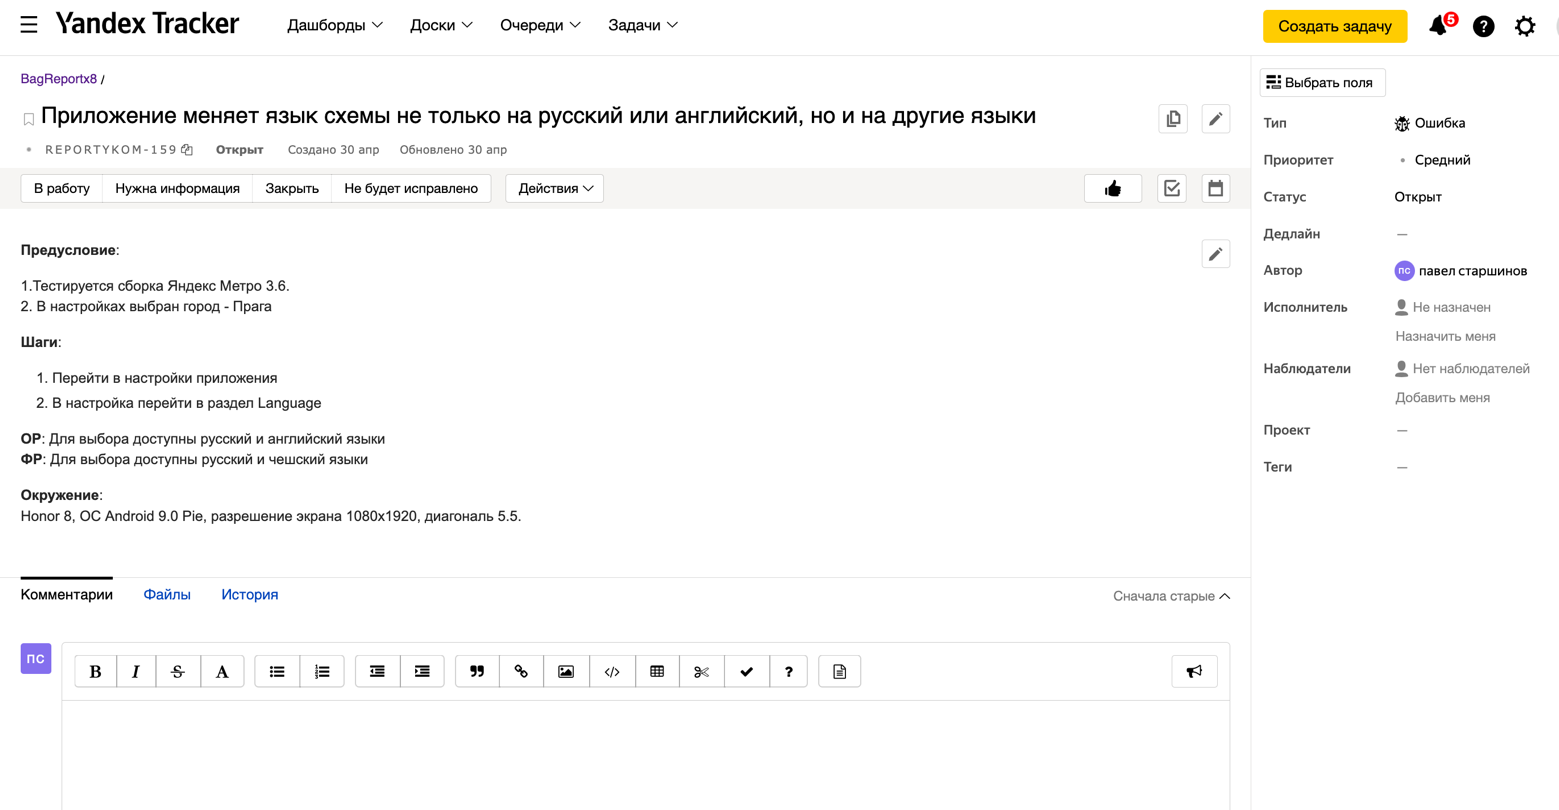 Yandex Tracker
Дашборды
Доски
Очереди
Задачи
Создать задачу
5
?
BagReportx8 /
Приложение меняет язык схемы не только на русский или английский, но и на другие языки
REPORTYKOM-159
Открыт
Создано 30 апр
Обновлено 30 апр
В работу
Нужна информация
Закрыть
Не будет исправлено
Действия
Предусловие:
1.Тестируется сборка Яндекс Метро 3.6.
2. В настройках выбран город - Прага
Шаги:
1. Перейти в настройки приложения
2. В настройка перейти в раздел Language
ОР: Для выбора доступны русский и английский языки
ФР: Для выбора доступны русский и чешский языки
Окружение:
Honor 8, ОС Android 9.0 Pie, разрешение экрана 1080x1920, диагональ 5.5.
Комментарии
Файлы
История
Сначала старые
ПС
B I S A
?
Выбрать поля
Тип
Ошибка
Приоритет
Средний
Статус
Открыт
Дедлайн
—
Автор
ПС павел старшинов
Исполнитель
Не назначен
Назначить меня
Наблюдатели
Нет наблюдателей
Добавить меня
Проект
—
Теги
—